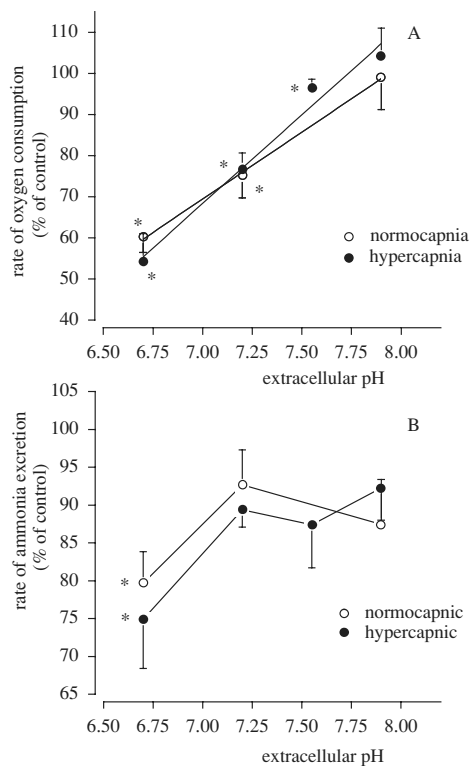 A
rate of oxygen consumption
(% of control)
110
100
90
80
70
60
50
40
*
*
*
*
*
normocapnia
hypercapnia
6.50 6.75 7.00 7.25 7.50 7.75 8.00
extracellular pH
B
rate of ammonia excretion
(% of control)
105
100
95
90
85
80
75
70
65
*
*
normocapnic
hypercapnic
6.50 6.75 7.00 7.25 7.50 7.75 8.00
extracellular pH